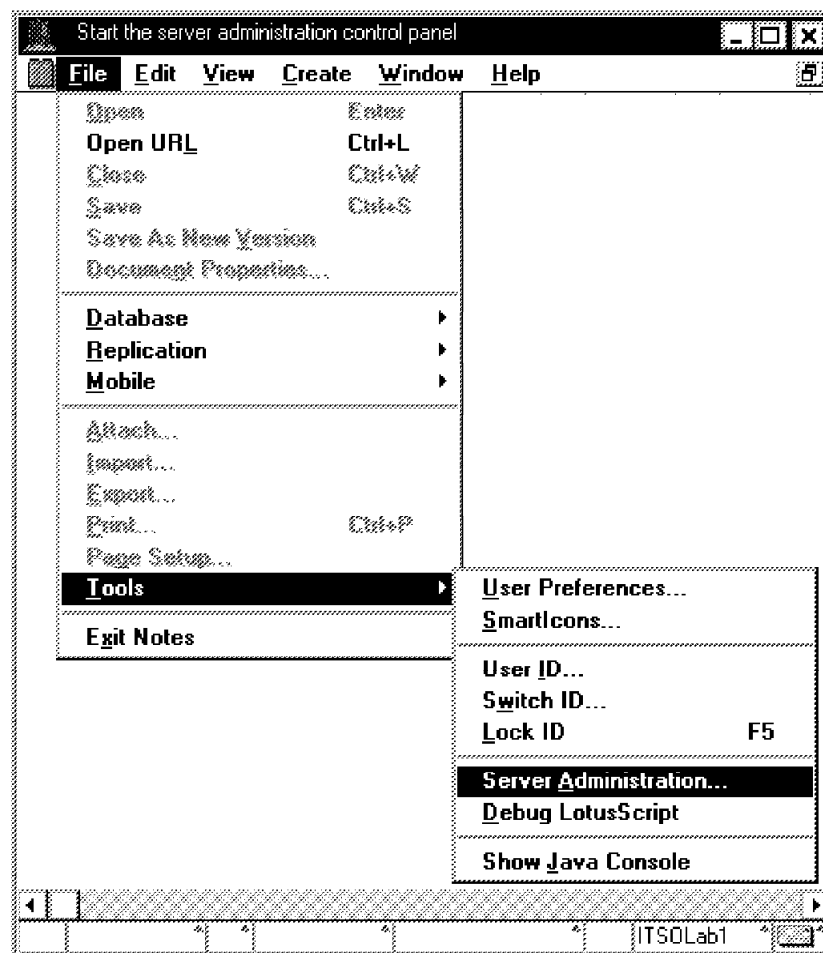 Start the server administration control panel
File Edit View Create Window Help
Open Enter
Open URL Ctrl+L
Close Ctrl+W
Save Ctrl+S
Save As New Version
Document Properties...
Database
Replication
Mobile
Attach...
Import...
Export...
Print... Ctrl+P
Page Setup...
Tools
Exit Notes
User Preferences...
SmartIcons...
User ID...
Switch ID...
Lock ID F5
Server Administration...
Debug LotusScript
Show Java Console
ITSOLab1